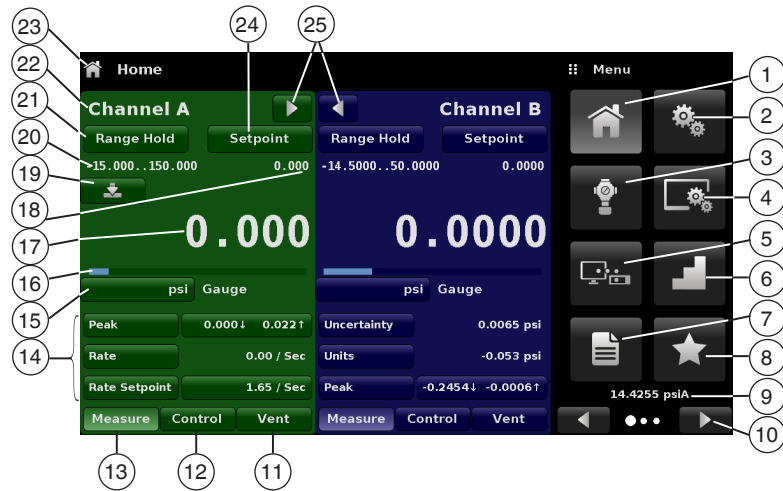 23
24
25
Home
Menu
22
Channel A
Channel B
1
21
Range Hold
Setpoint
Range Hold
Setpoint
2
20
-15.000..150.000
0.000
-14.5000..50.0000
0.0000
3
19
18
4
17
0.000
0.0000
5
16
6
15
psi Gauge
psi Gauge
7
14
Peak
0.000↓ 0.022↑
Uncertainty
0.0065 psi
Rate
0.00 / Sec
Units
-0.053 psi
8
Rate Setpoint
1.65 / Sec
Peak
-0.2454↓ -0.0006↑
14.4255 psiA
9
Measure
Control
Vent
Measure
Control
Vent
10
13
12
11